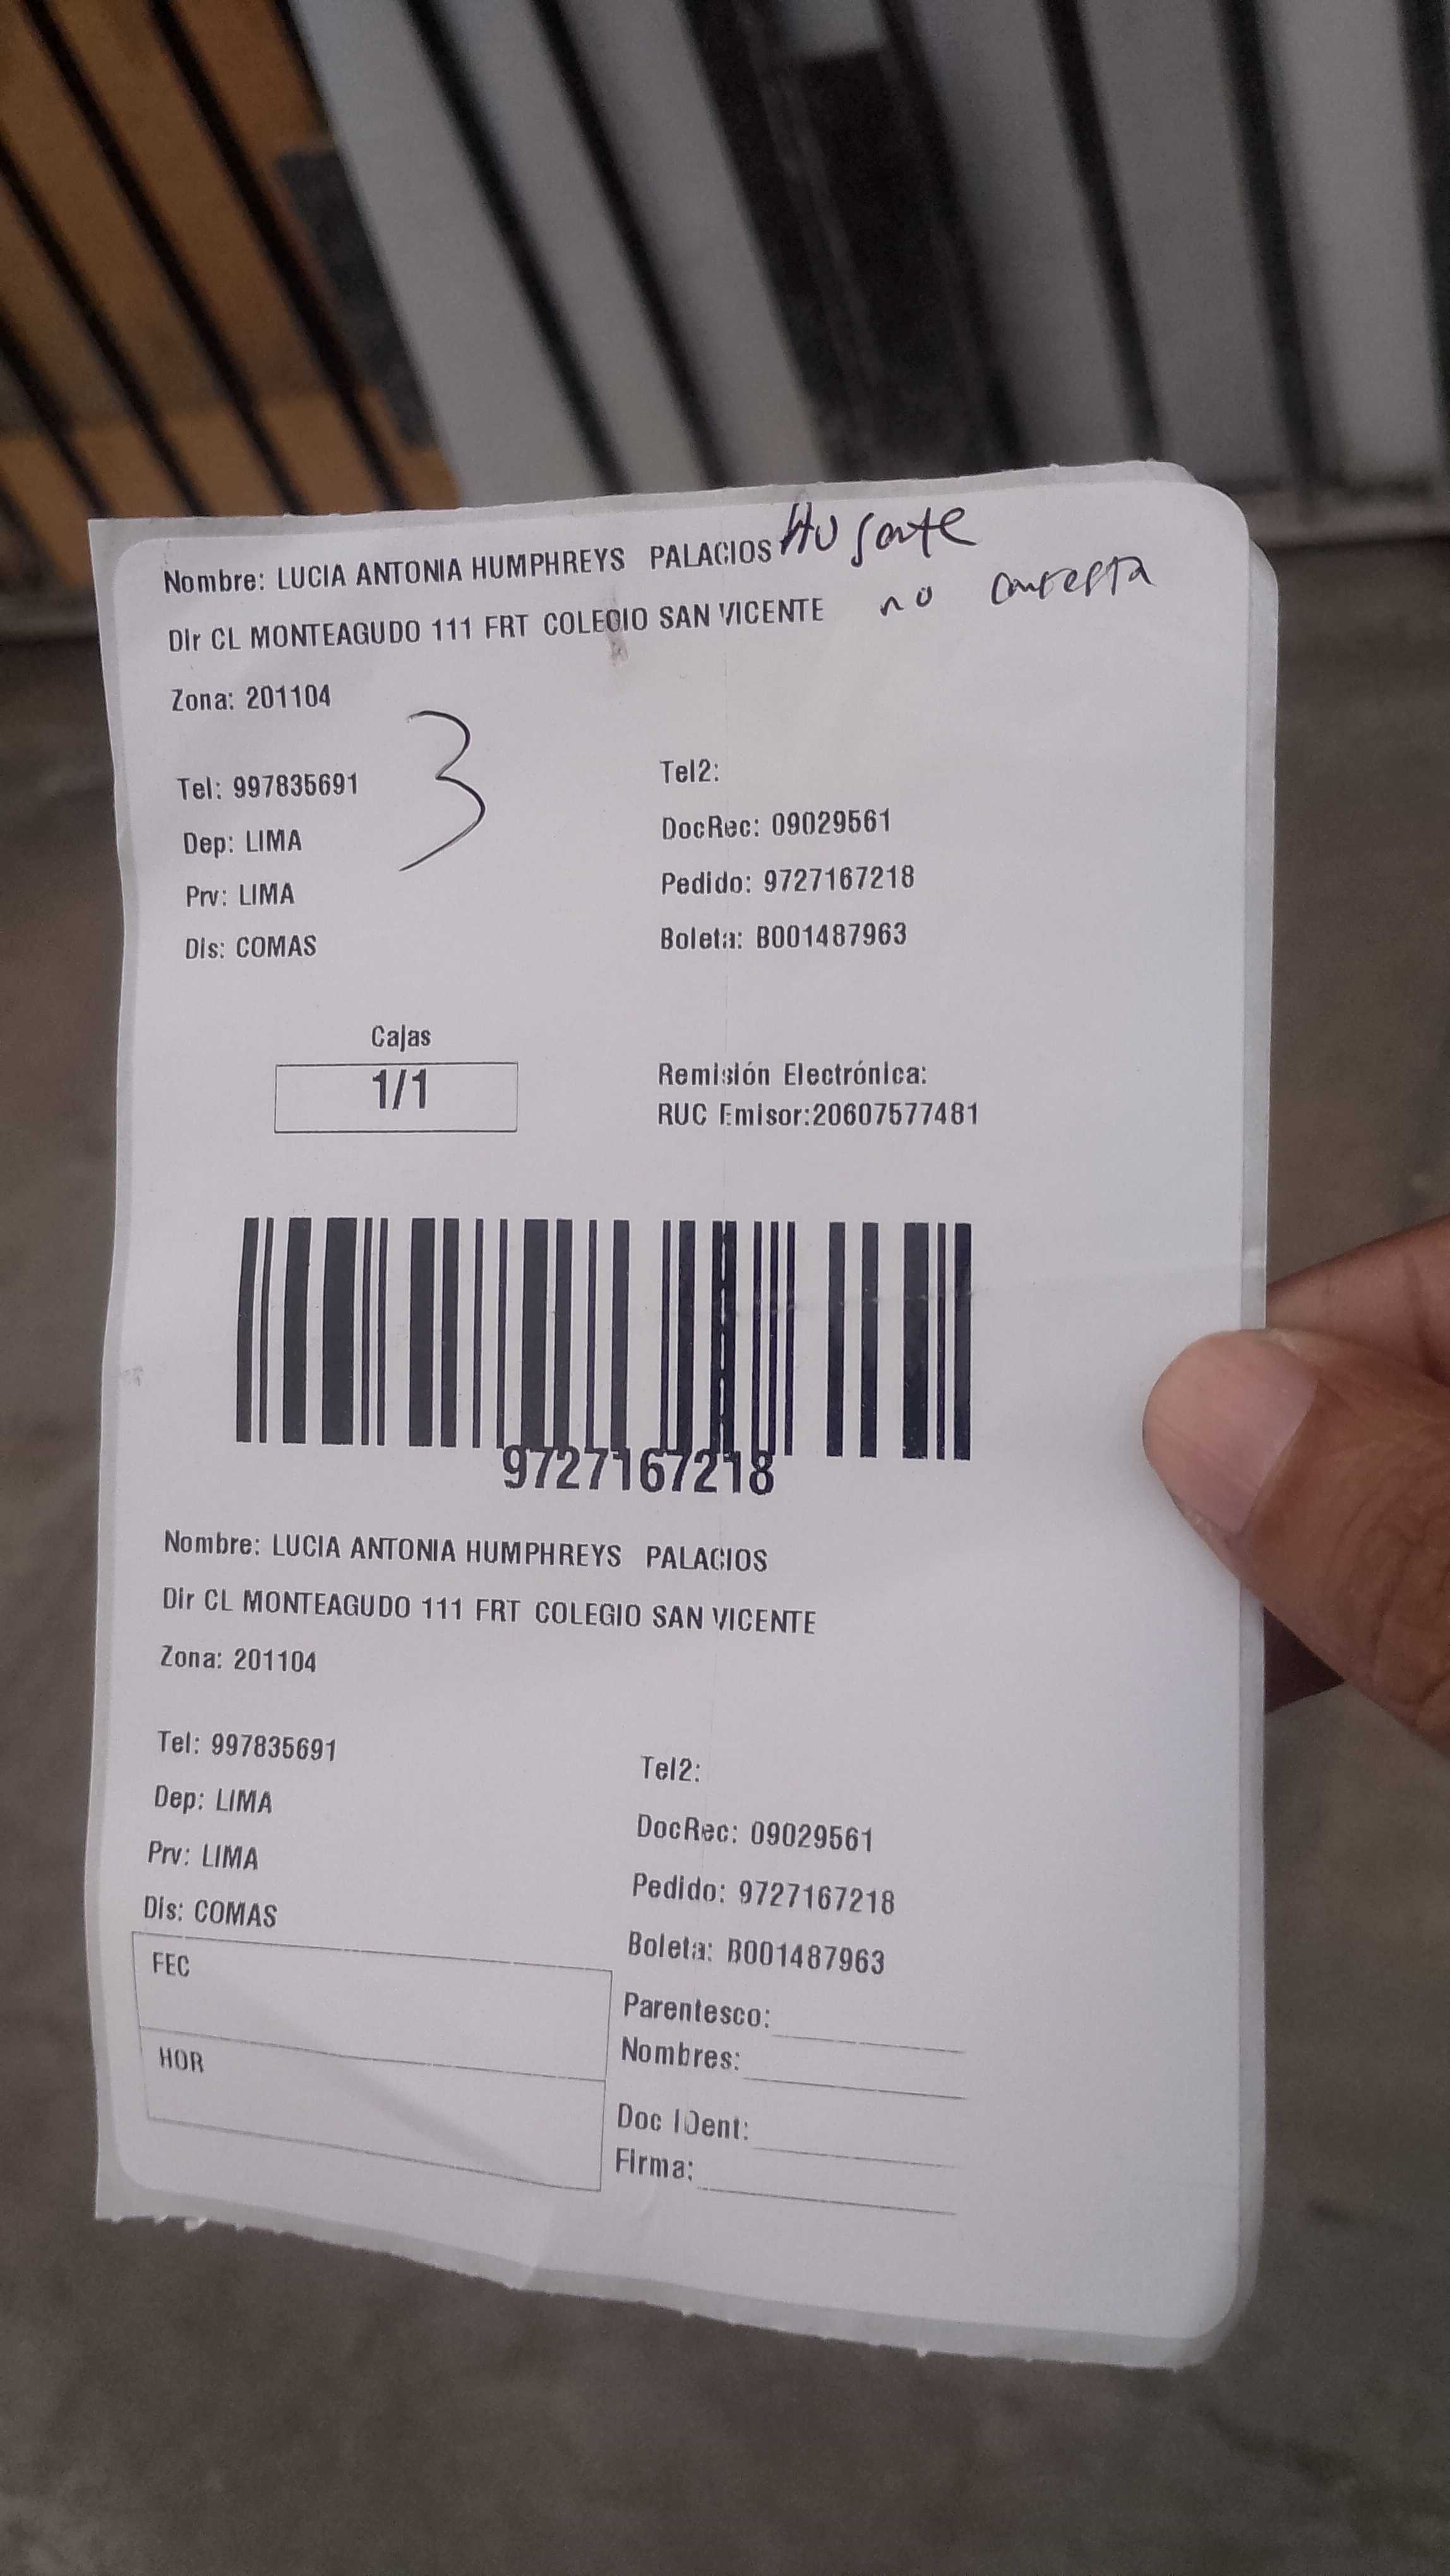 Nombre: LUCIA ANTONIA HUMPHREYS PALACIOS Ausente
Dir CL MONTEAGUDO 111 FRT COLEGIO SAN VICENTE no contesta
Zona: 201104
3
Tel: 997835691
Tel2:
Dep: LIMA
DocRec: 09029561
Prv: LIMA
Pedido: 9727167218
Dis: COMAS
Boleta: B001487963
Cajas
1/1
Remisión Electrónica:
RUC Emisor:20607577481
9727167218
Nombre: LUCIA ANTONIA HUMPHREYS PALACIOS
Dir CL MONTEAGUDO 111 FRT COLEGIO SAN VICENTE
Zona: 201104
Tel: 997835691
Tel2:
Dep: LIMA
DocRec: 09029561
Prv: LIMA
Pedido: 9727167218
Dis: COMAS
Boleta: B001487963
FEC
HOR
Parentesco:
Nombres:
Doc IDent:
Firma: